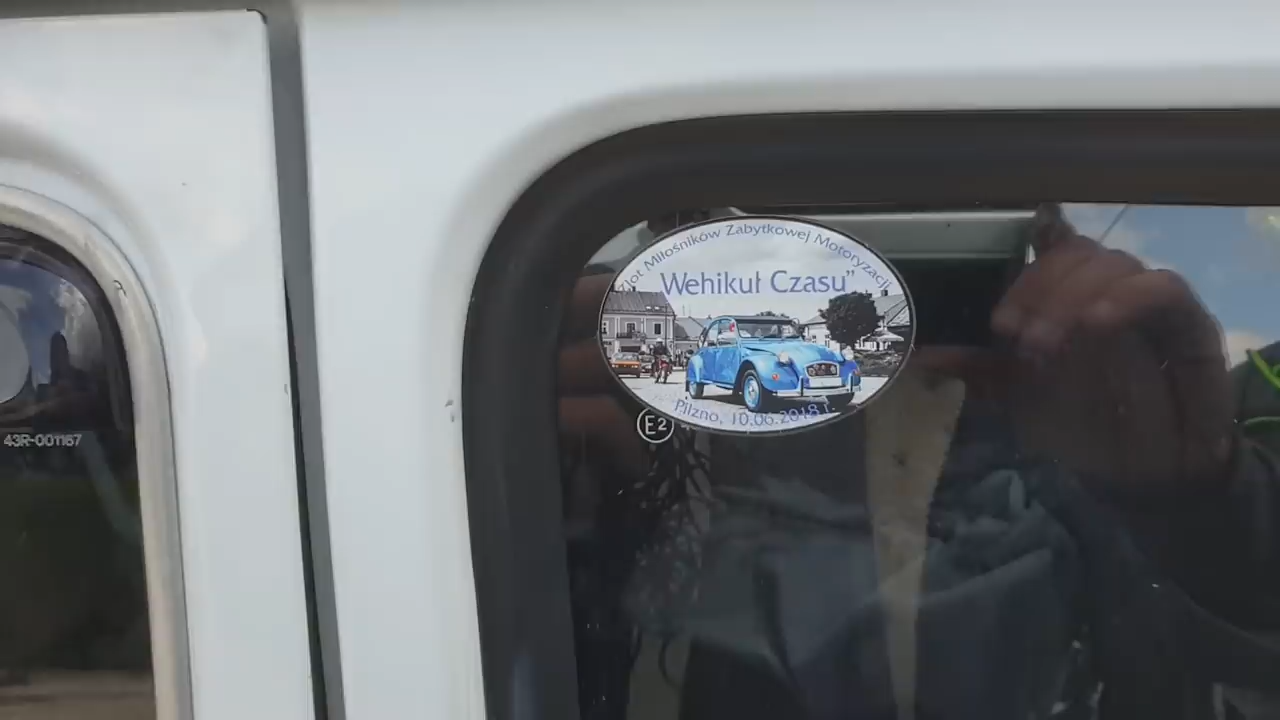 Zlot Miłośników Zabytkowej Motoryzacji
Wehikuł Czasu”
Pilzno, 10.06.2018 r.
E2
43R-001167